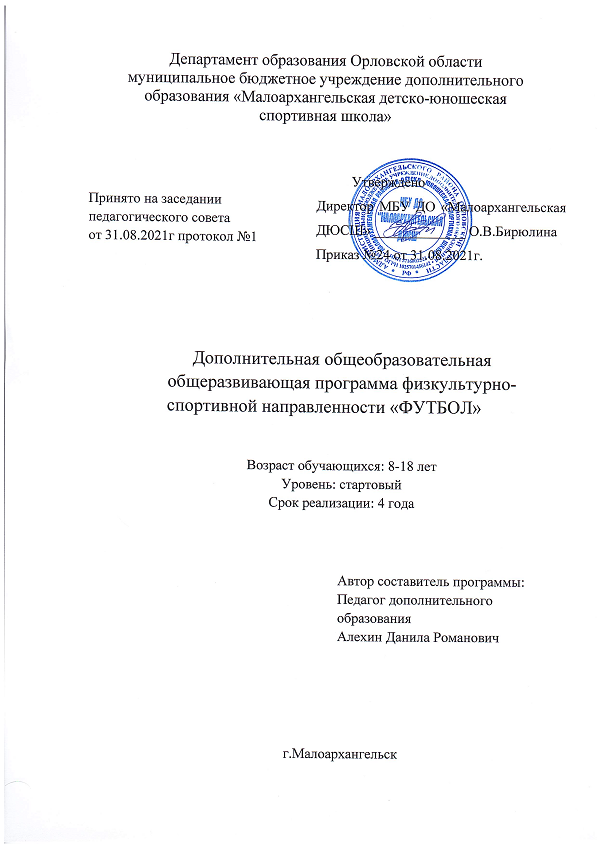 Департамент образования Орловской области
муниципальное бюджетное учреждение дополнительного
образования «Малоархангельская детско-юношеская
спортивная школа»
Принято на заседании
педагогического совета
от 31.08.2021г протокол №1
Утверждено
Директор МБУ ДО «Малоархангельская
ДЮСШ» О.В.Бирюлина
Приказ №24 от 31.08.2021г.
Дополнительная общеобразовательная
общеразвивающая программа физкультурно-
спортивной направленности «ФУТБОЛ»
Возраст обучающихся: 8-18 лет
Уровень: стартовый
Срок реализации: 4 года
Автор составитель программы:
Педагог дополнительного
образования
Алехин Данила Романович
г.Малоархангельск